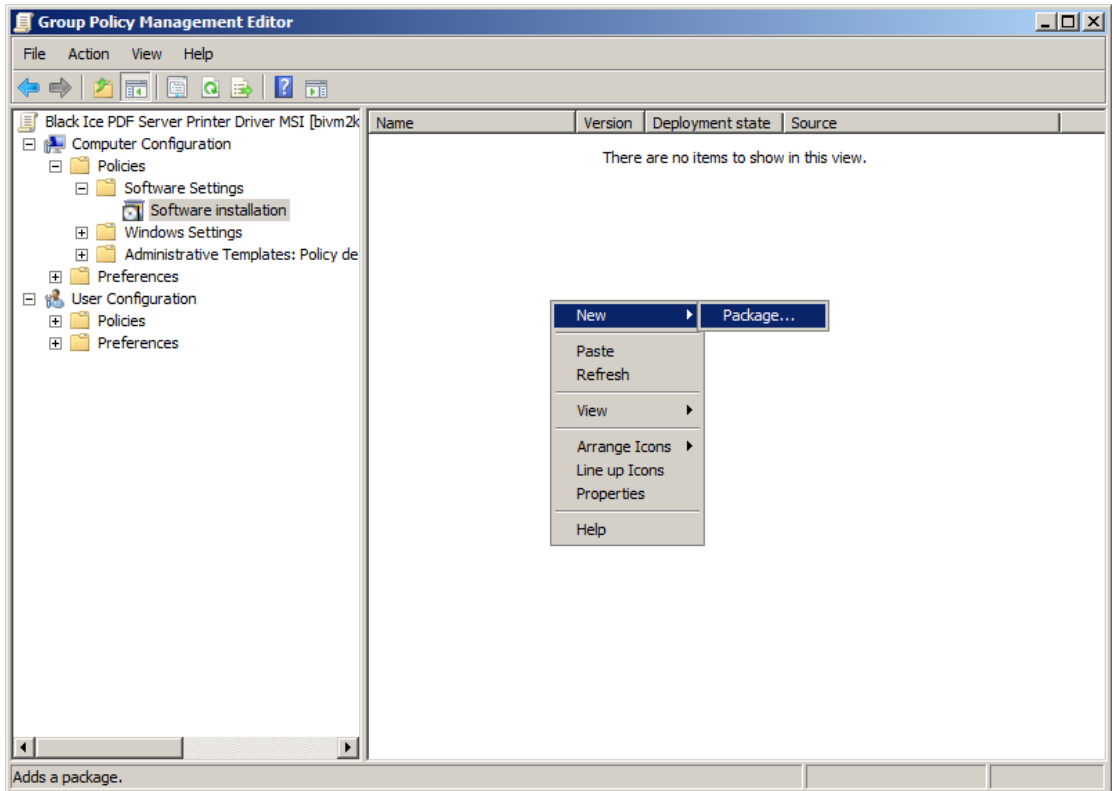 Group Policy Management Editor
File Action View Help
Black Ice PDF Server Printer Driver MSI [bivm2k
Name Version Deployment state Source
Computer Configuration
There are no items to show in this view.
Policies
Software Settings
Software installation
Windows Settings
Administrative Templates: Policy de
Preferences
User Configuration
Policies
Preferences
New Package...
Paste
Refresh
View
Arrange Icons
Line up Icons
Properties
Help
Adds a package.